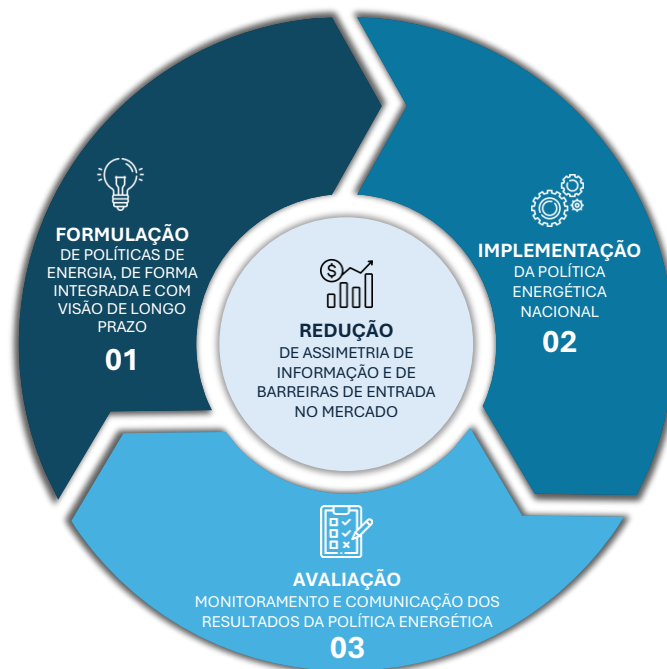 FORMULAÇÃO
DE POLÍTICAS DE
ENERGIA, DE FORMA
INTEGRADA E COM
VISÃO DE LONGO
PRAZO
01
IMPLEMENTAÇÃO
DA POLÍTICA
ENERGÉTICA
NACIONAL
02
$
REDUÇÃO
DE ASSIMETRIA DE
INFORMAÇÃO E DE
BARREIRAS DE ENTRADA
NO MERCADO
AVALIAÇÃO
MONITORAMENTO E COMUNICAÇÃO DOS
RESULTADOS DA POLÍTICA ENERGÉTICA
03